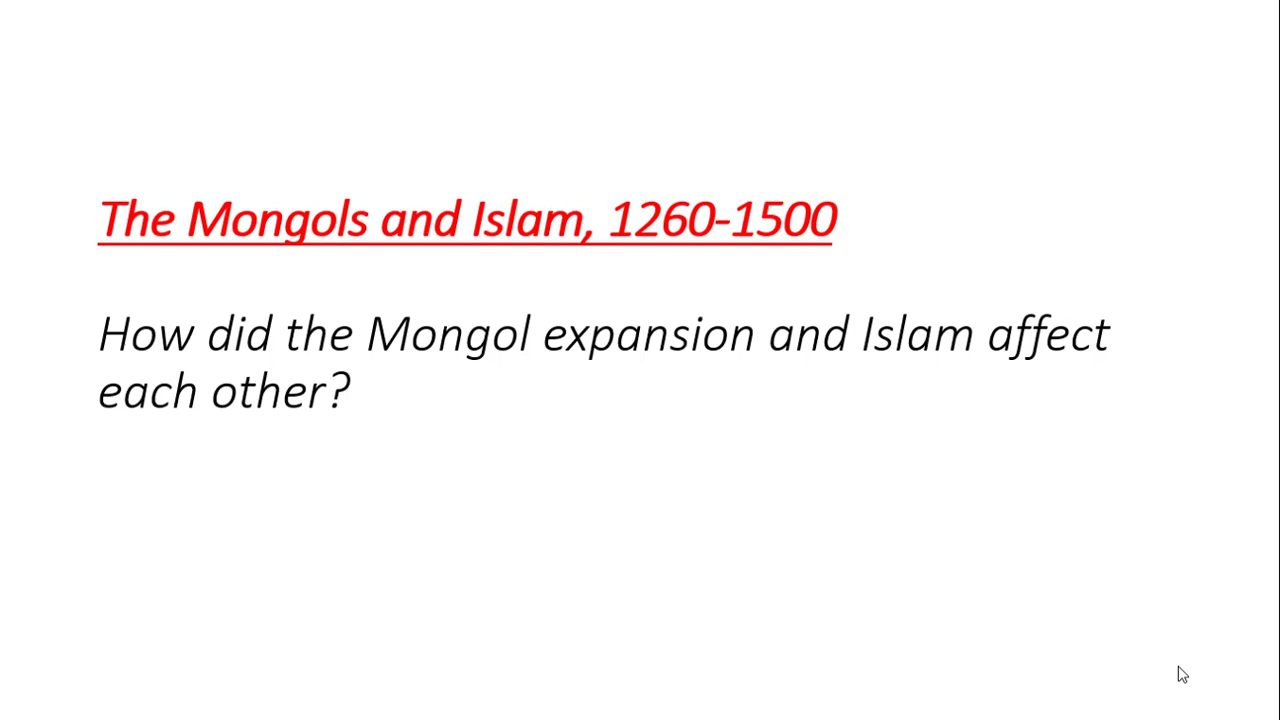 The Mongols and Islam, 1260-1500
How did the Mongol expansion and Islam affect
each other?